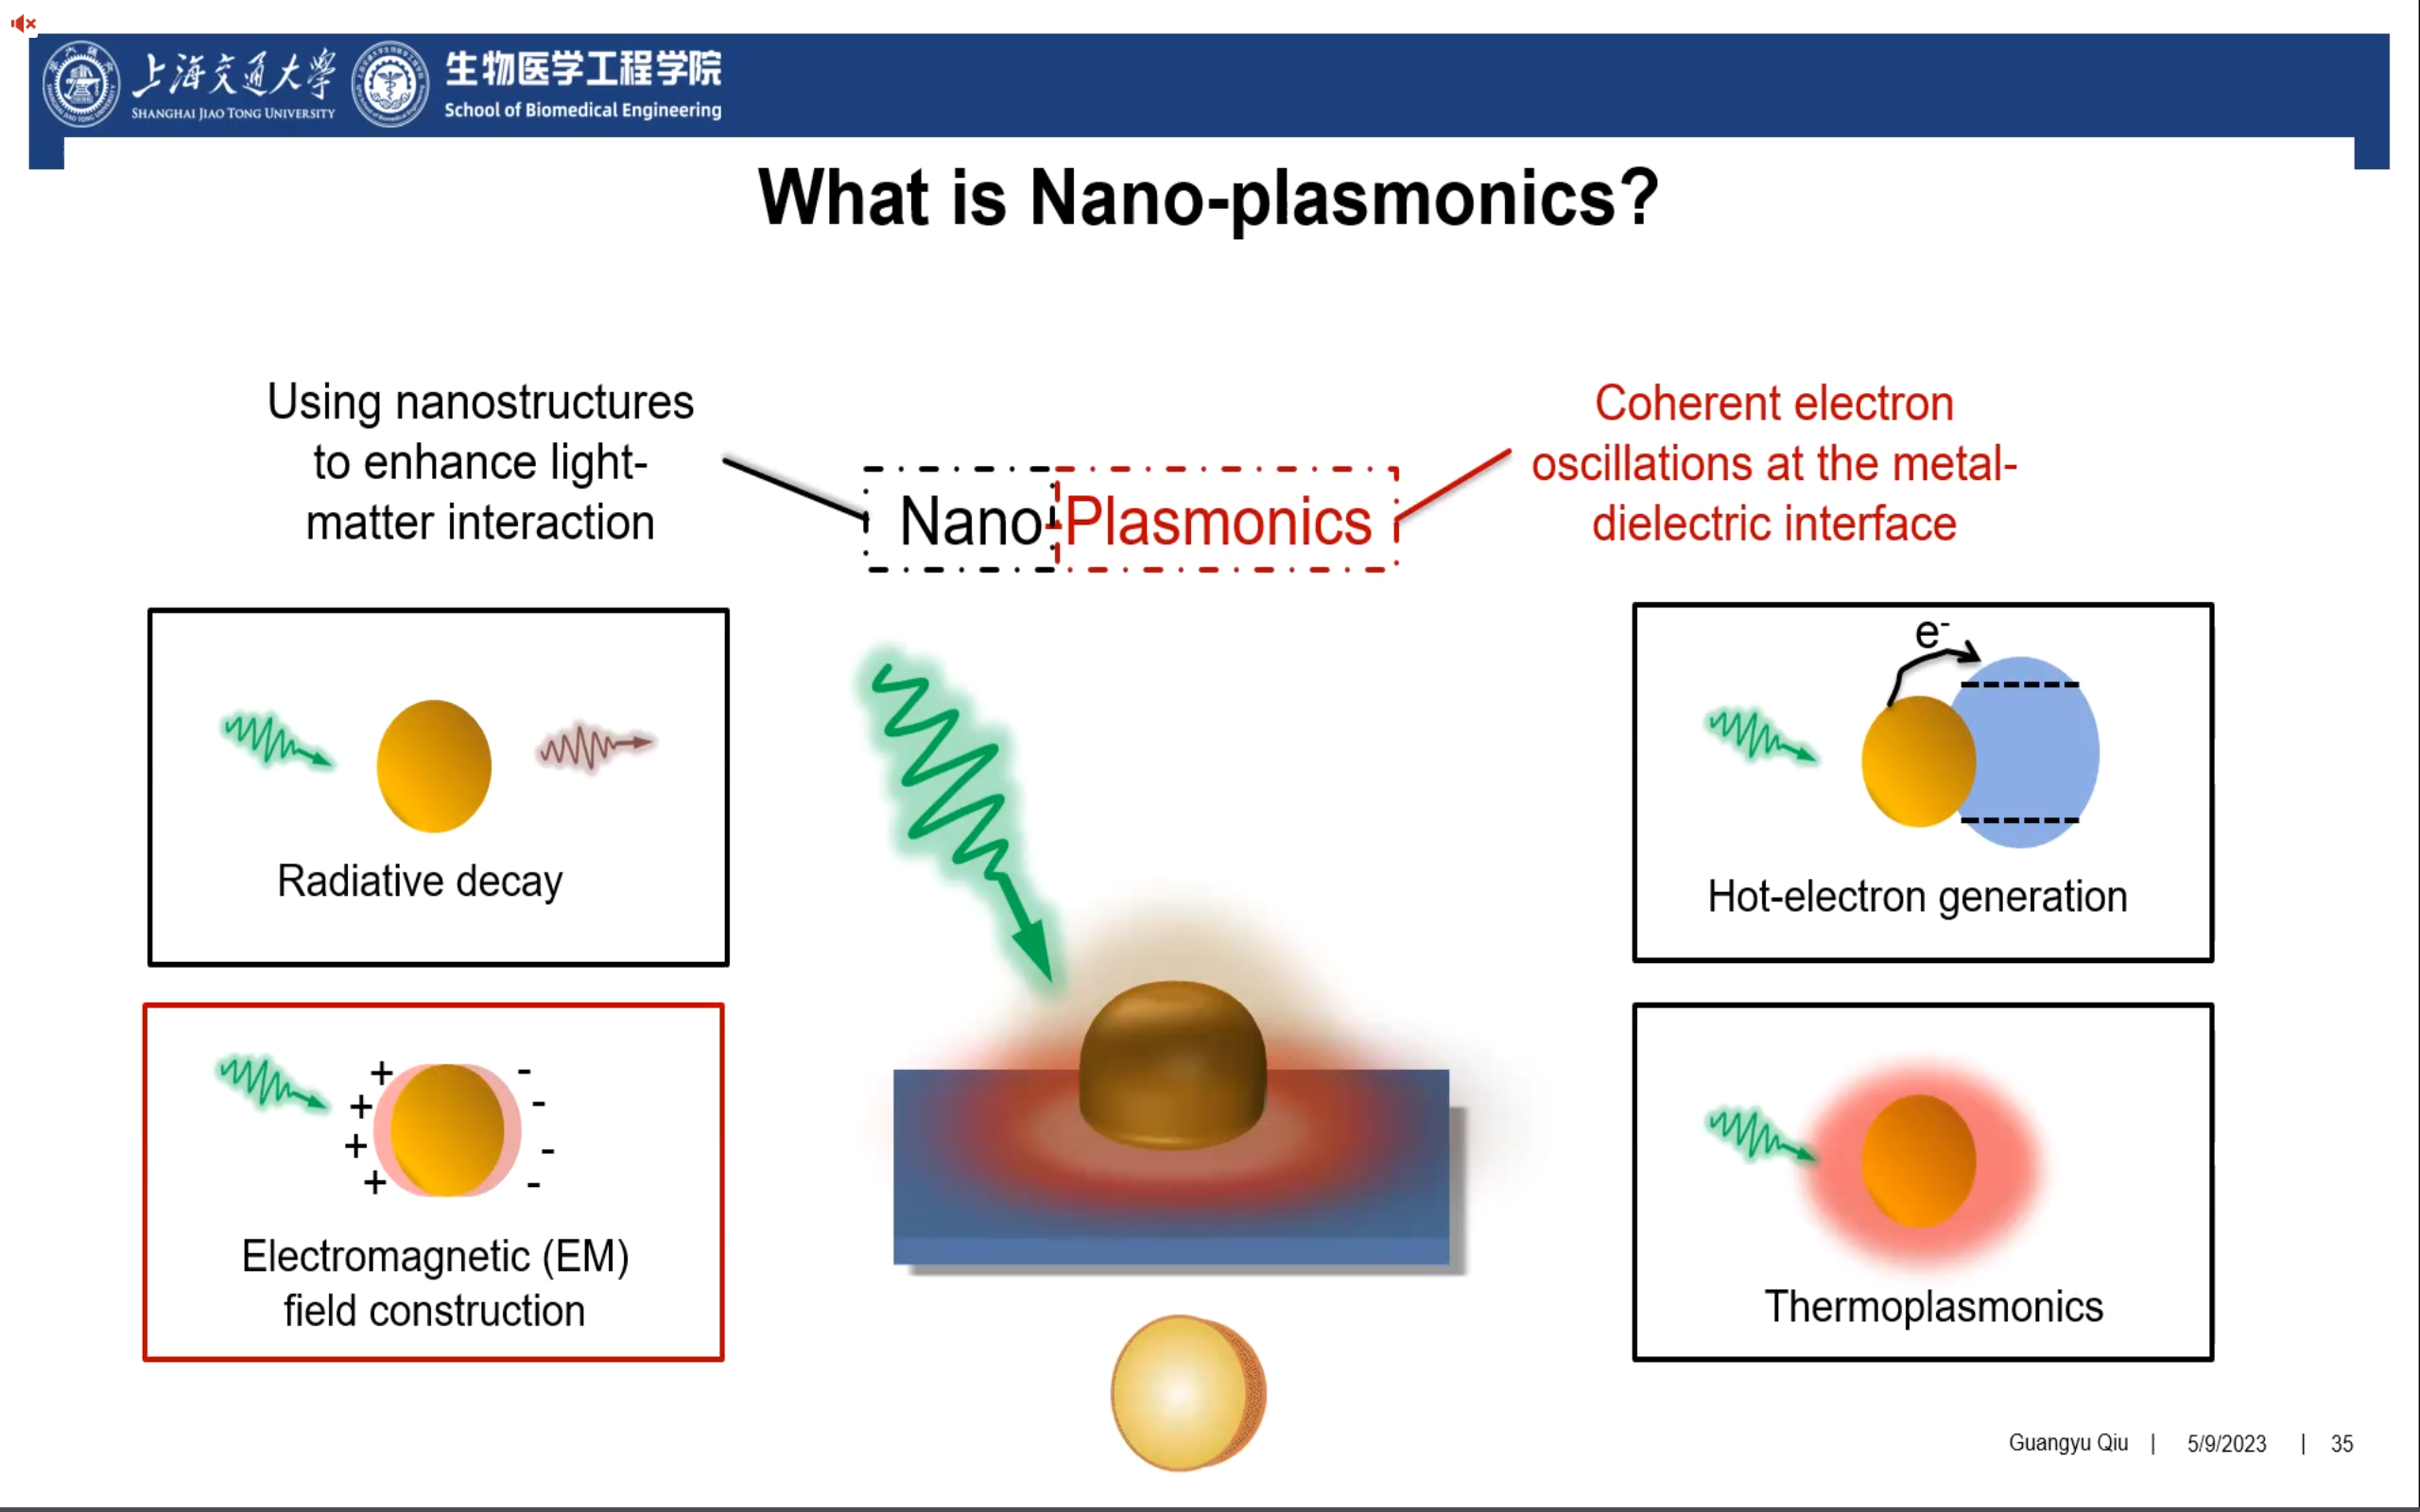 上海交通大学
SHANGHAI JIAO TONG UNIVERSITY
生物医学工程学院
School of Biomedical Engineering
What is Nano-plasmonics?
Using nanostructures
to enhance light-
matter interaction
Nano-Plasmonics
Coherent electron
oscillations at the metal-
dielectric interface
Radiative decay
e-
Hot-electron generation
+ -
+ -
+ -
+ -
Electromagnetic (EM)
field construction
Thermoplasmonics
Guangyu Qiu | 5/9/2023 | 35